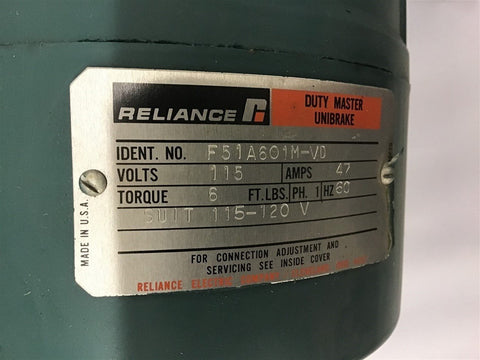 RELIANCE
DUTY MASTER
UNIBRAKE
IDENT. NO. F51A601M-VD
VOLTS 115 AMPS 47
TORQUE 6 FT.LBS. PH. 1 HZ 60
SUIT 115-120 V
FOR CONNECTION ADJUSTMENT AND
SERVICING SEE INSIDE COVER
RELIANCE ELECTRIC
MADE IN U.S.A.